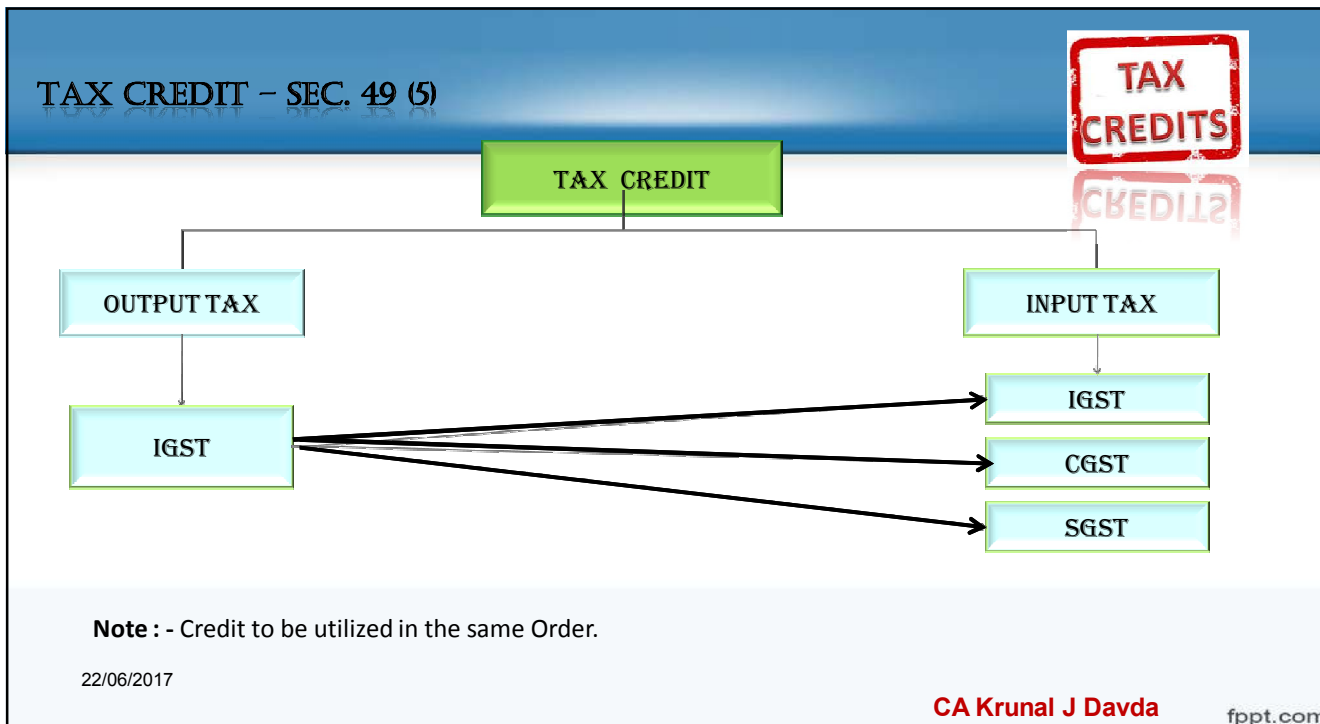 TAX CREDIT – SEC. 49 (5)
TAX
CREDITS
CREDITS
TAX CREDIT
OUTPUT TAX
INPUT TAX
IGST
IGST
CGST
SGST
Note : - Credit to be utilized in the same Order.
22/06/2017
CA Krunal J Davda
fppt.com